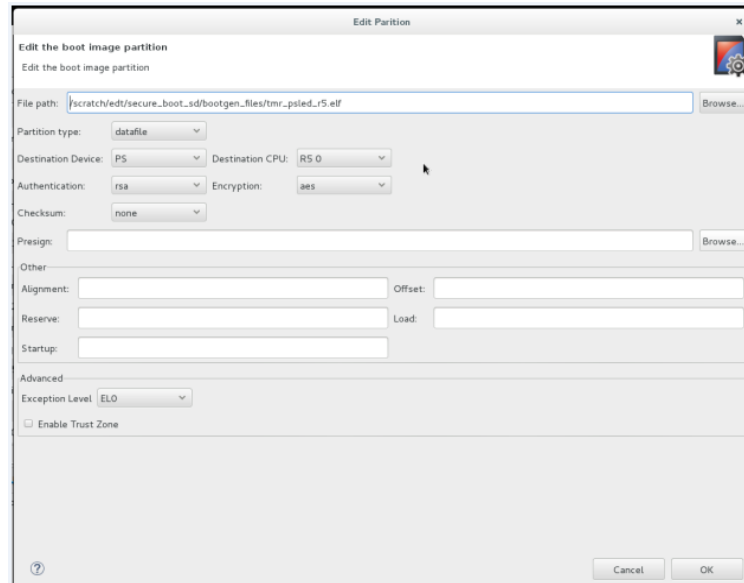 Edit Parition
Edit the boot image partition
Edit the boot image partition
File path: /scratch/edt/secure_boot_sd/bootgen_files/tmr_psled_r5.elf Browse...
Partition type: datafile
Destination Device: PS Destination CPU: R5 0
Authentication: rsa Encryption: aes
Checksum: none
Presign: Browse...
Other
Alignment: Offset:
Reserve: Load:
Startup:
Advanced
Exception Level EL0
Enable Trust Zone
Cancel OK